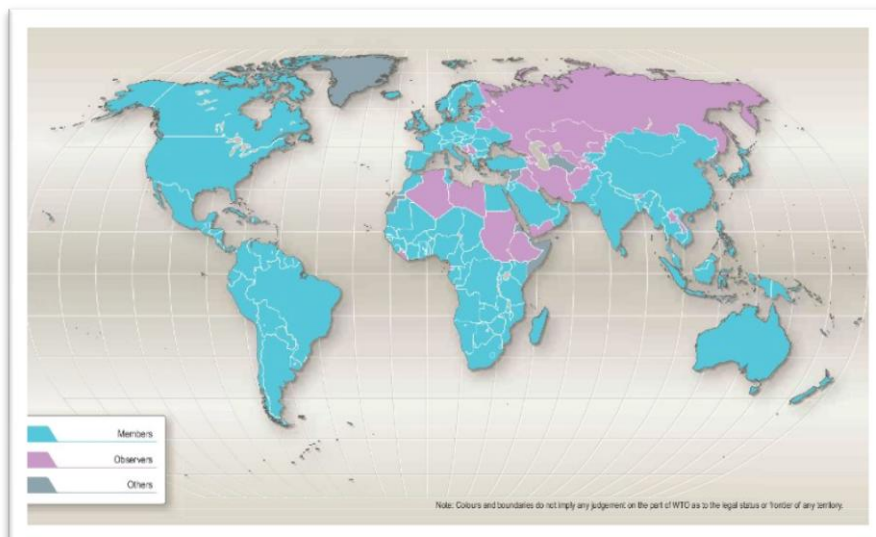 Members
Observers
Others
Note: Colours and boundaries do not imply any judgement on the part of WTO as to the legal status or frontier of any territory.